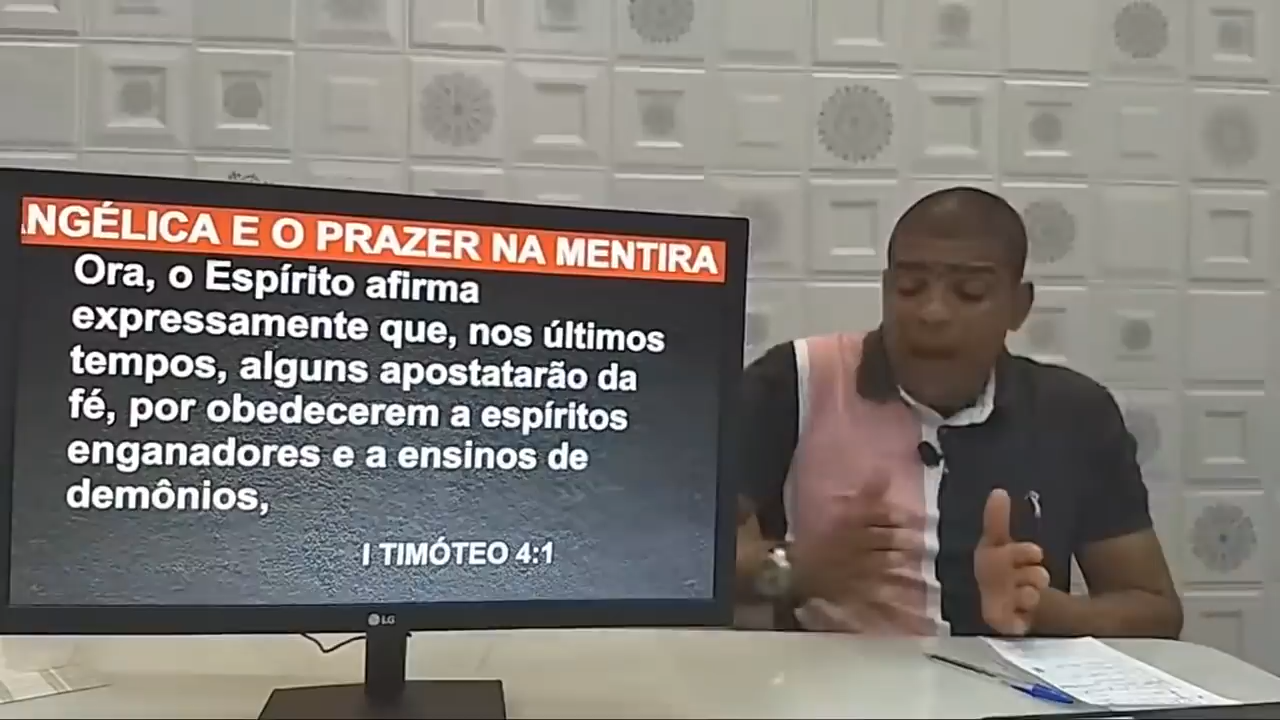 NGÉLICA E O PRAZER NA MENTIRA
Ora, o Espírito afirma
expressamente que, nos últimos
tempos, alguns apostatarão da
fé, por obedecerem a espíritos
enganadores e a ensinos de
demônios,
I TIMÓTEO 4:1
LG